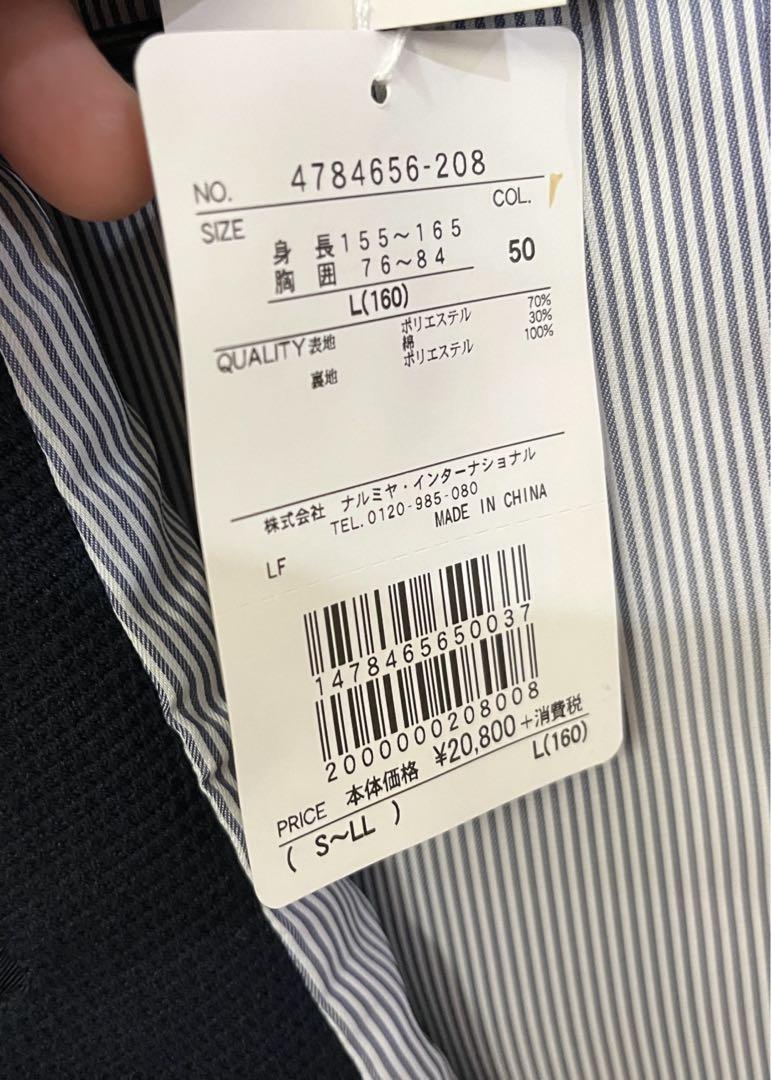 NO. 4784656-208
SIZE COL.
身長155〜165
胸囲 76〜84 50
L(160)
QUALITY 表地 ポリエステル 70%
綿 30%
裏地 ポリエステル 100%
株式会社 ナルミヤ・インターナショナル
TEL. 0120-985-080
MADE IN CHINA
LF
1478465650037
2000000208008
PRICE 本体価格 ¥20,800+消費税
( S〜LL ) L(160)